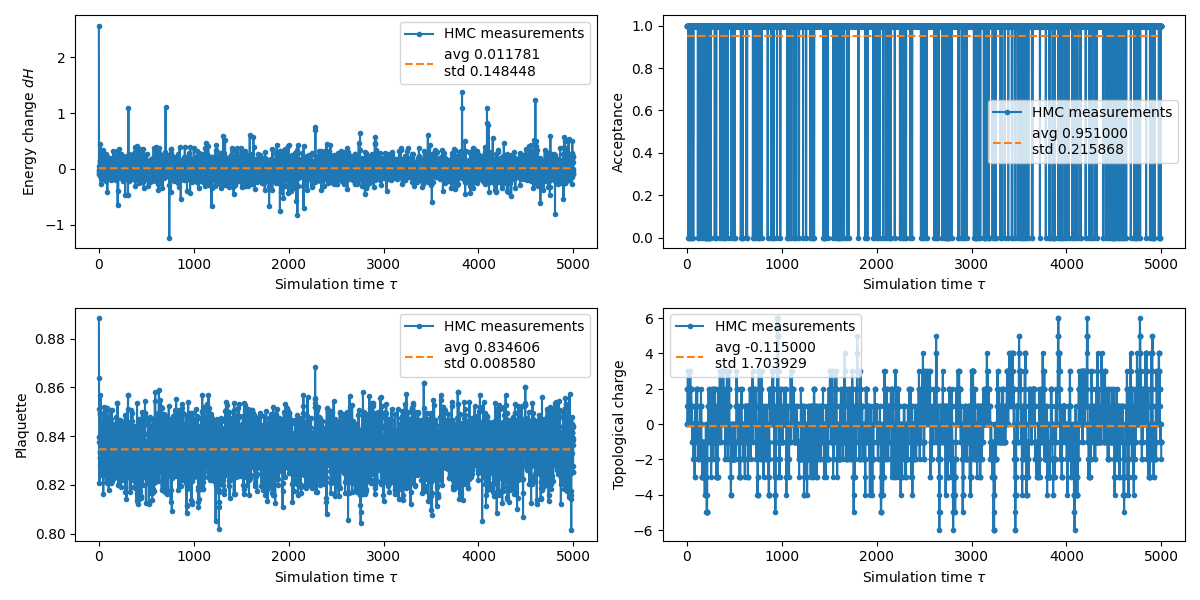 Energy change dH
2
1
0
−1
0
1000
2000
3000
4000
5000
Simulation time τ
HMC measurements
avg 0.011781
std 0.148448
Acceptance
1.0
0.8
0.6
0.4
0.2
0.0
0
1000
2000
3000
4000
5000
Simulation time τ
HMC measurements
avg 0.951000
std 0.215868
Plaquette
0.88
0.86
0.84
0.82
0.80
0
1000
2000
3000
4000
5000
Simulation time τ
HMC measurements
avg 0.834606
std 0.008580
Topological charge
6
4
2
0
−2
−4
−6
0
1000
2000
3000
4000
5000
Simulation time τ
HMC measurements
avg -0.115000
std 1.703929